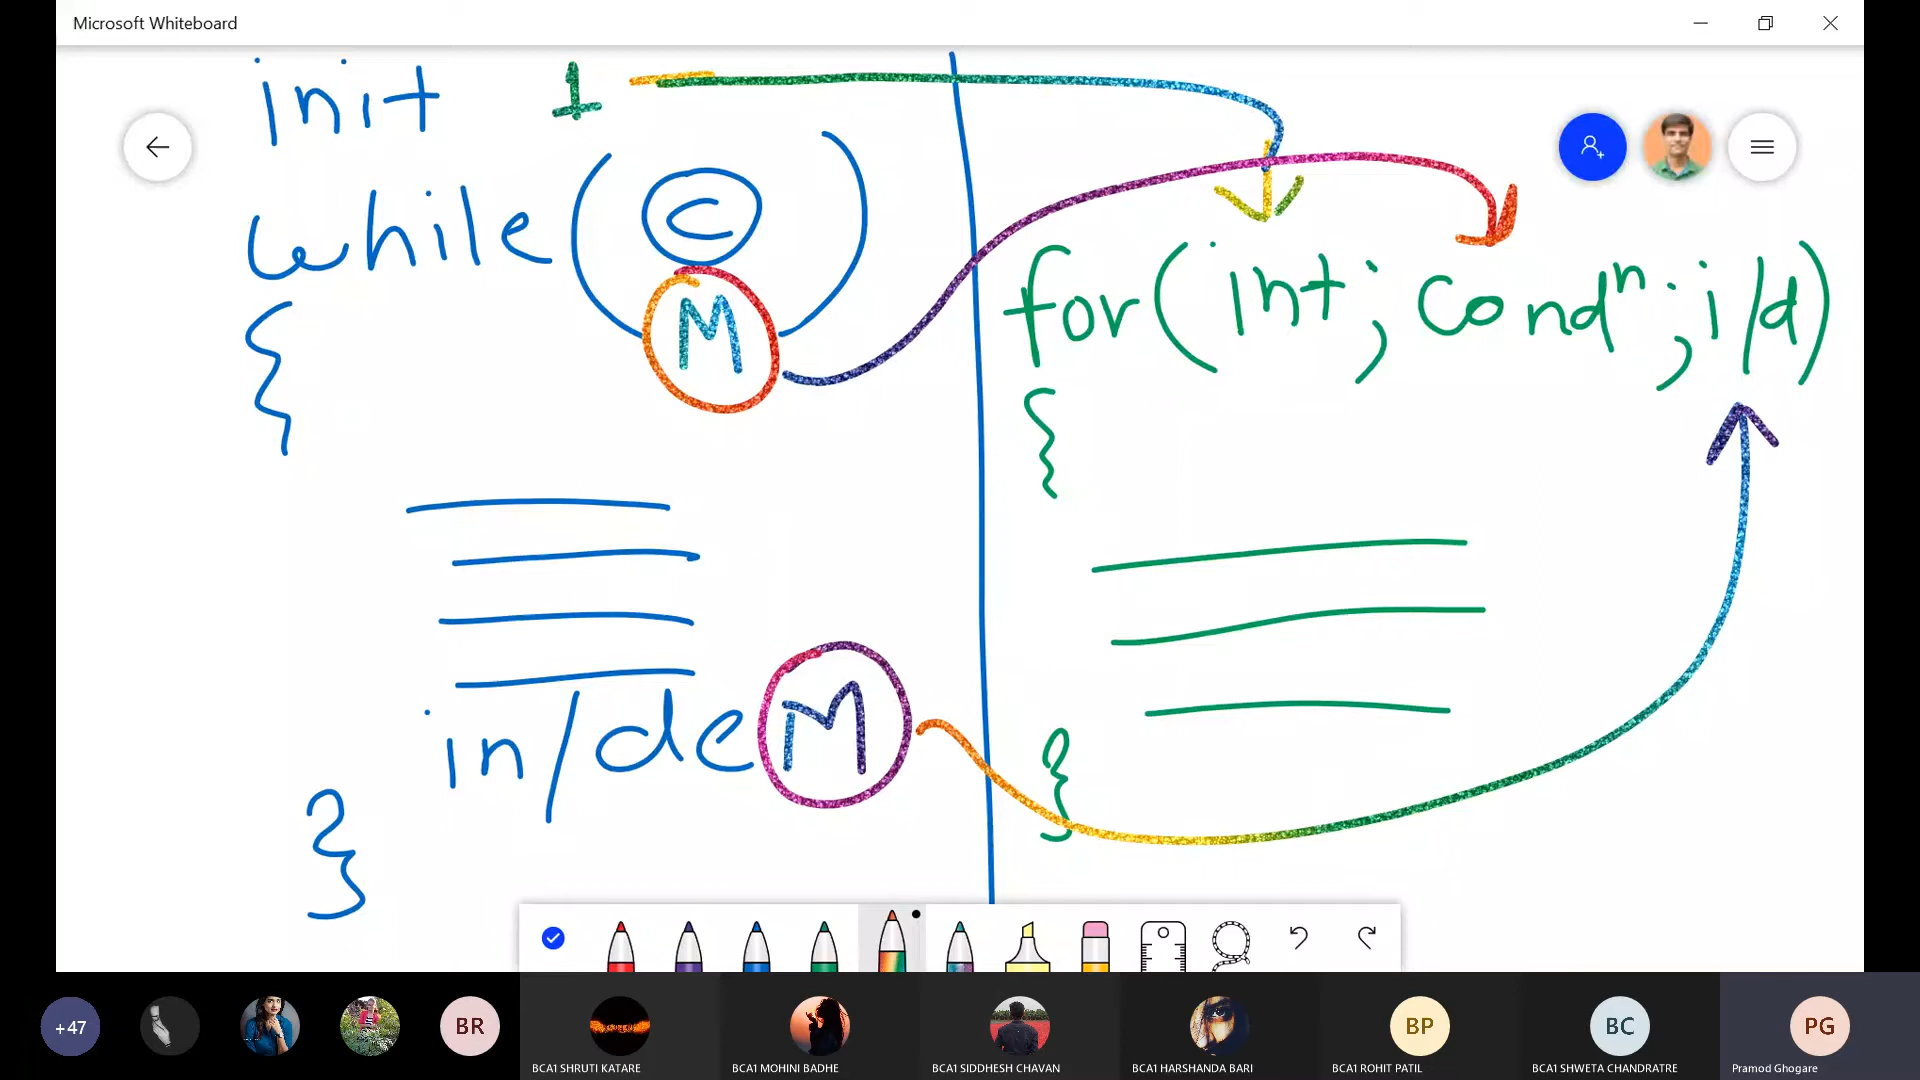 Microsoft Whiteboard
init 1
while ( C
M )
{
in/de M
}
for ( int ; condⁿ ; i/d )
{
}
+47
BR
BP
BC
PG
BCA1 SHRUTI KATARE
BCA1 MOHINI BADHE
BCA1 SIDDHESH CHAVAN
BCA1 HARSHANDA BARI
BCA1 ROHIT PATIL
BCA1 SHWETA CHANDRATRE
Pramod Ghogare